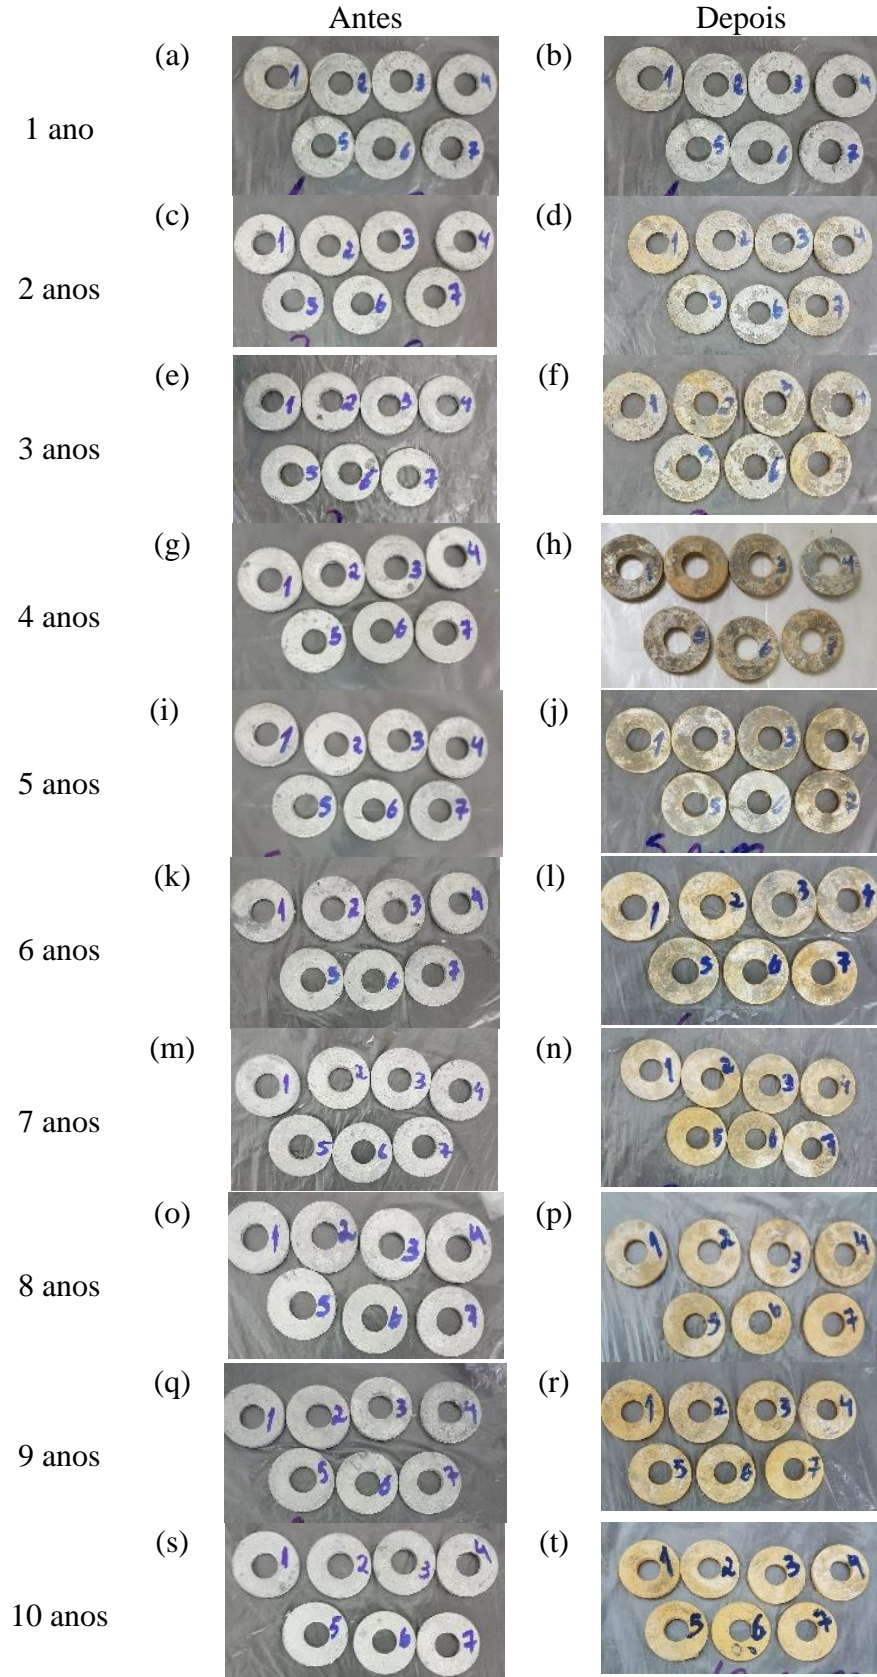 Antes Depois
(a) (b)
1 2 3 4 1 2 3 4
1 ano
5 6 7 5 6 7
(c) (d)
1 2 3 4 1 2 3 4
2 anos
5 6 7 5 6 7
(e) (f)
1 2 3 4 1 2 3 4
3 anos
5 6 7 5 6 7
(g) (h)
1 2 3 4 1 3 4
4 anos
5 6 7 5 6 7
(i) (j)
1 2 3 4 1 2 3 4
5 anos
5 6 7 5 6 7
5 anos
(k) (l)
1 2 3 4 1 2 3 4
6 anos
5 6 7 5 6 7
(m) (n)
1 2 3 4 1 2 3 4
7 anos
5 6 7 5 6 7
(o) (p)
1 2 3 4 1 2 3 4
8 anos
5 6 7 5 6 7
(q) (r)
1 2 3 4 1 2 3 4
9 anos
5 6 7 5 6 7
(s) (t)
1 2 3 4 1 2 3 4
10 anos
5 6 7 5 6 7